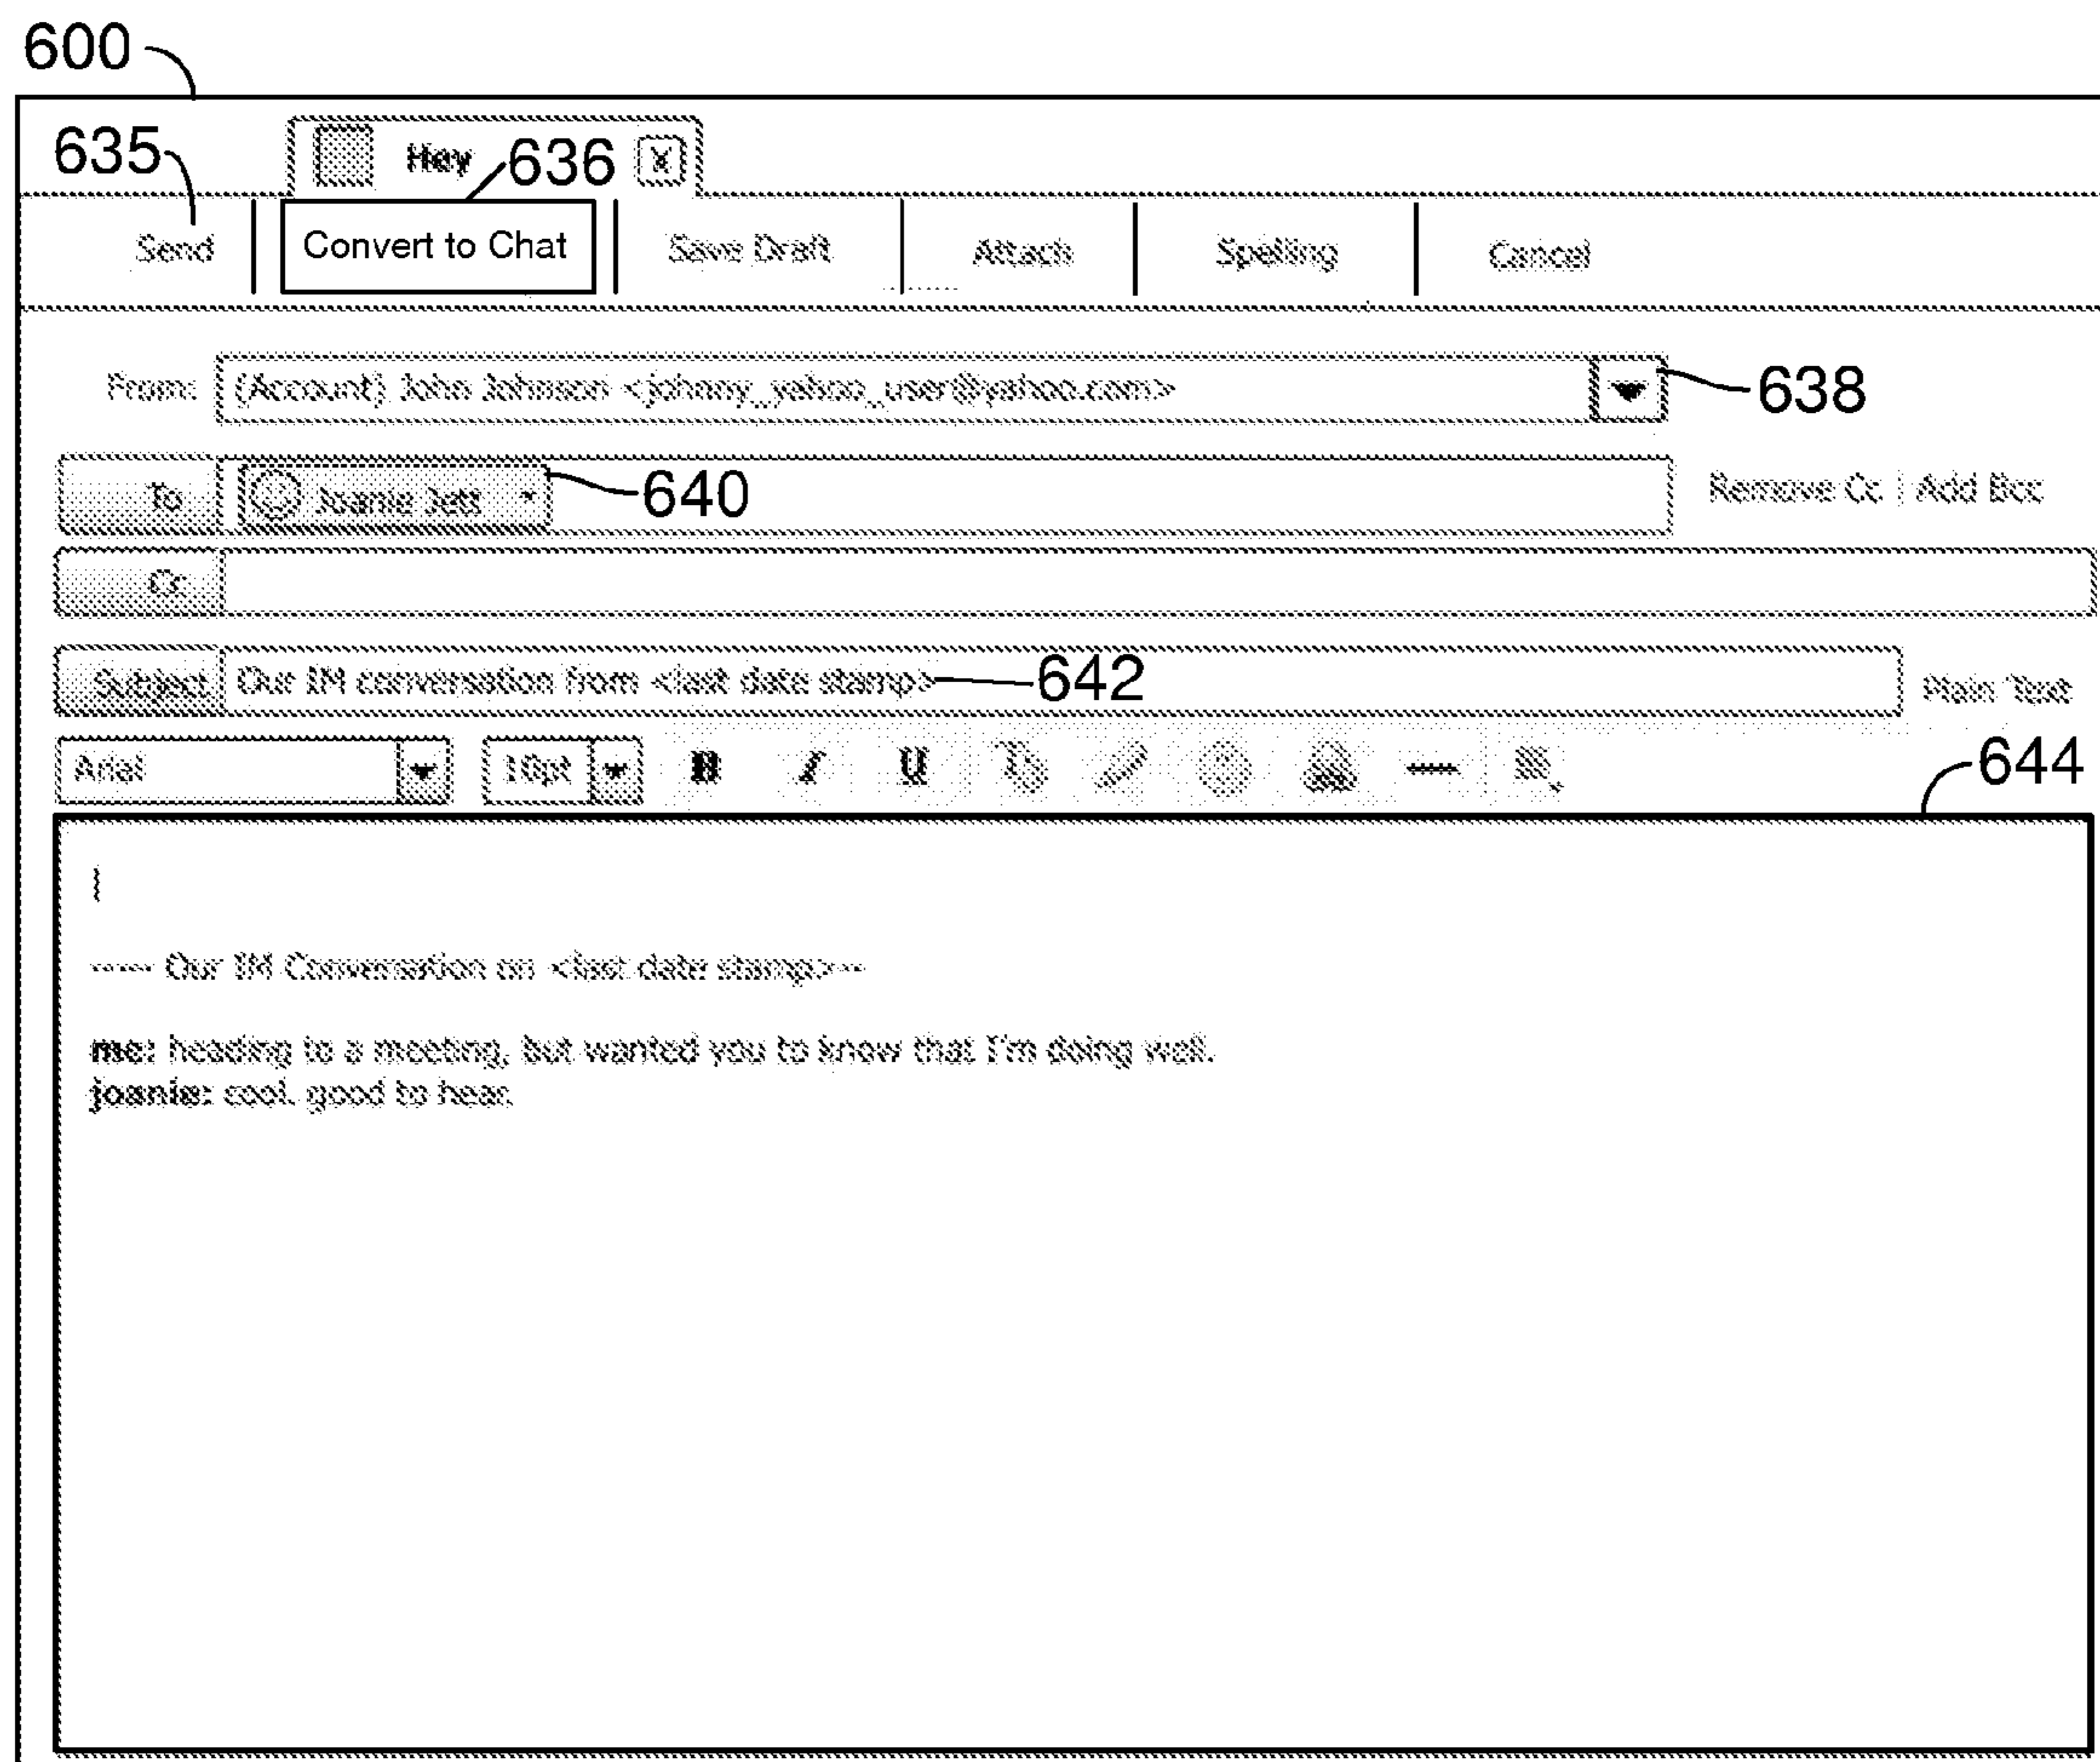 600
635 Hey 636 X
Send Convert to Chat Save Draft Attach Spelling Cancel
From: (Account) John Johnson <johnny_yahoo_user@yahoo.com> 638
To Joanie Jett 640 Remove Cc | Add Bcc
Cc
Subject Our IM conversation from <last date stamp> 642 Plain Text
Arial 10pt B I U 644
----- Our IM Conversation on <last date stamp>--
me: heading to a meeting, but wanted you to know that I'm doing well.
joanie: cool. good to hear.